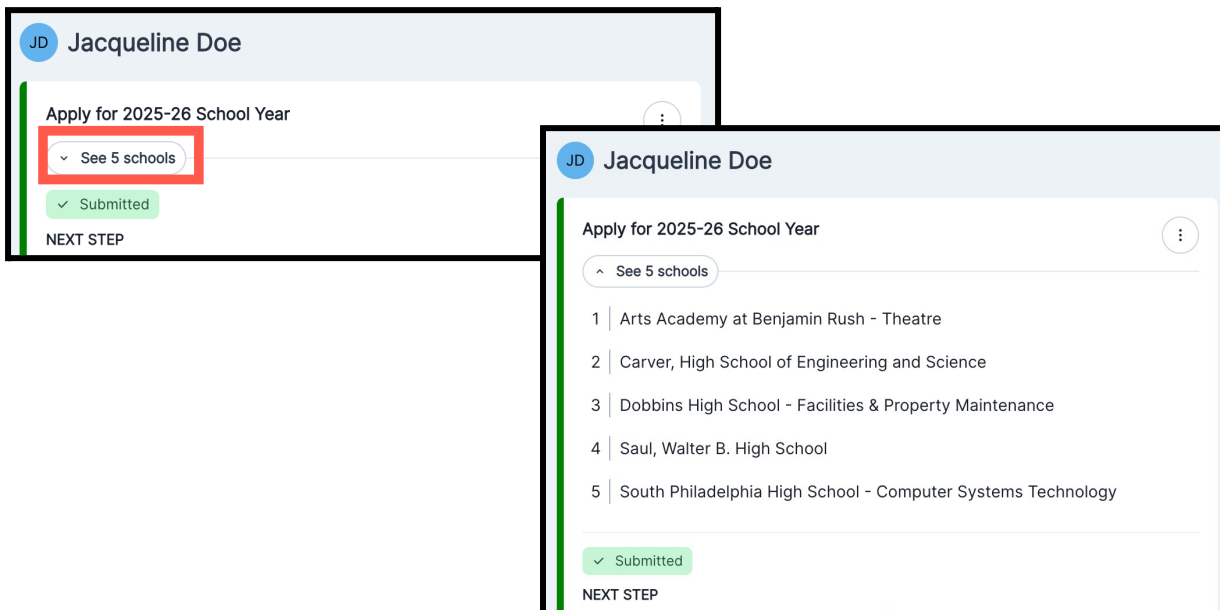 JD Jacqueline Doe
Apply for 2025-26 School Year
See 5 schools
Submitted
NEXT STEP
JD Jacqueline Doe
Apply for 2025-26 School Year
See 5 schools
1 Arts Academy at Benjamin Rush - Theatre
2 Carver, High School of Engineering and Science
3 Dobbins High School - Facilities & Property Maintenance
4 Saul, Walter B. High School
5 South Philadelphia High School - Computer Systems Technology
Submitted
NEXT STEP